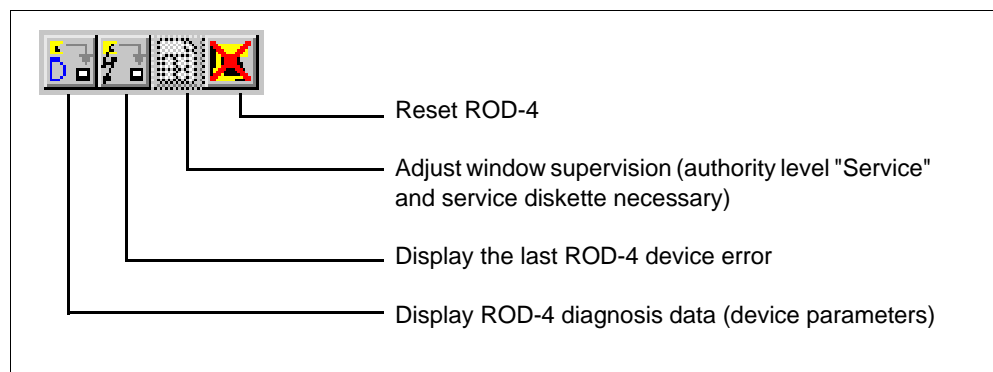 Reset ROD-4
Adjust window supervision (authority level "Service"
and service diskette necessary)
Display the last ROD-4 device error
Display ROD-4 diagnosis data (device parameters)